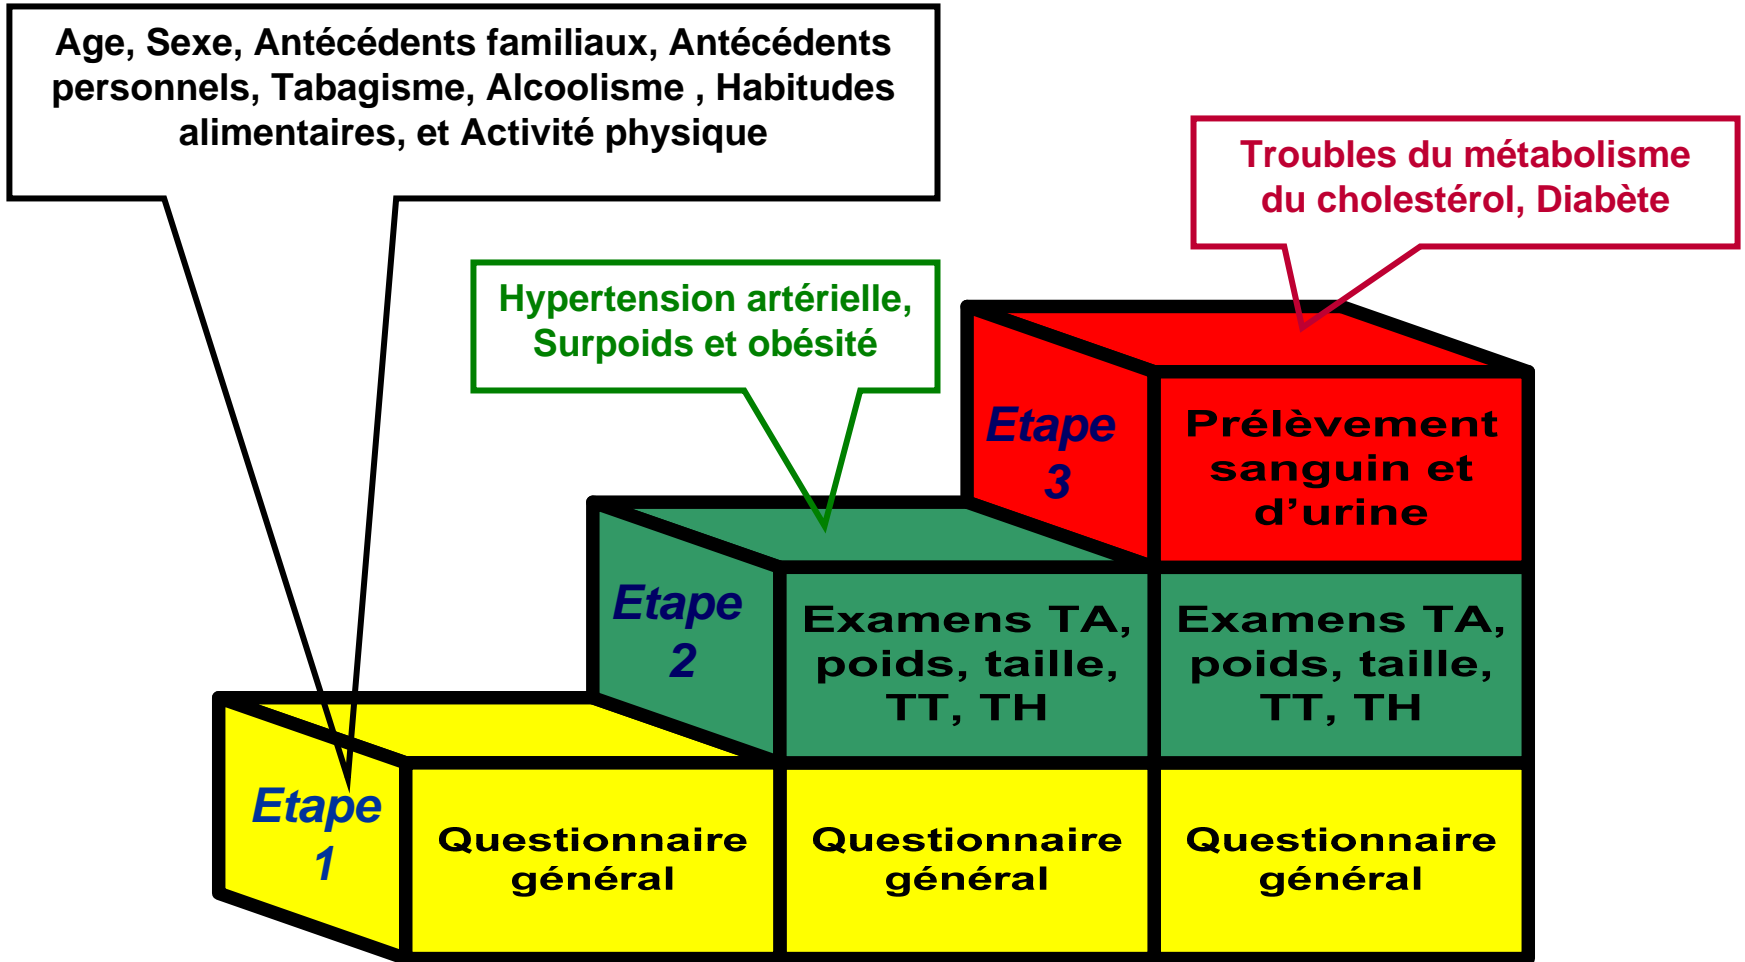 Age, Sexe, Antécédents familiaux, Antécédents
personnels, Tabagisme, Alcoolisme , Habitudes
alimentaires, et Activité physique
Troubles du métabolisme
du cholestérol, Diabète
Hypertension artérielle,
Surpoids et obésité
Etape
3
Prélèvement
sanguin et
d’urine
Etape
2
Examens TA,
poids, taille,
TT, TH
Examens TA,
poids, taille,
TT, TH
Etape
1
Questionnaire
général
Questionnaire
général
Questionnaire
général